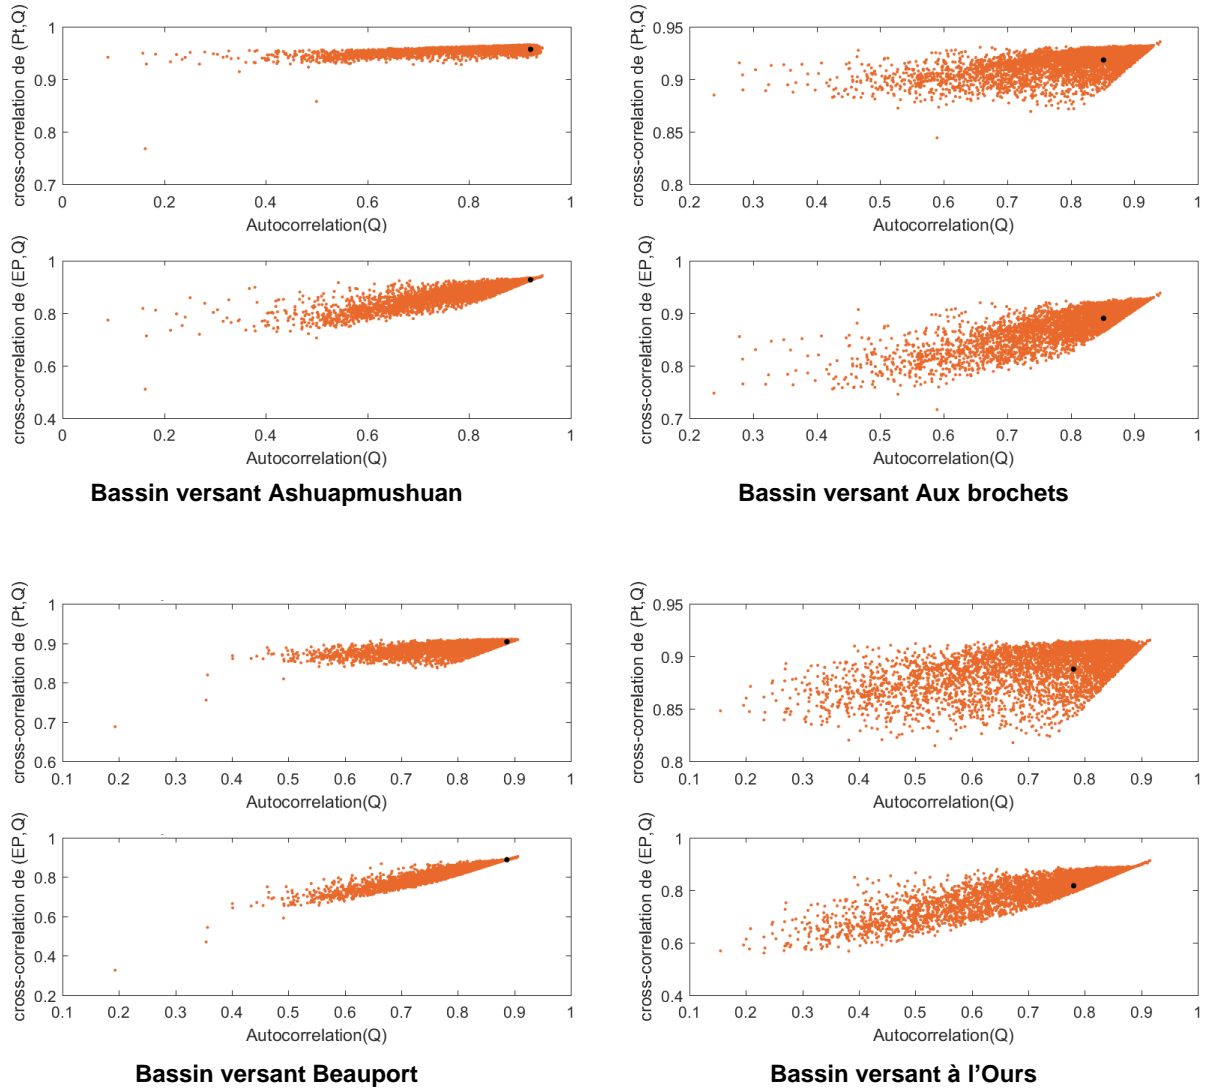 cross-correlation de (Pt,Q)
1
0.9
0.8
0.7
0 0.2 0.4 0.6 0.8 1
Autocorrelation(Q)
cross-correlation de (EP,Q)
1
0.8
0.6
0.4
0 0.2 0.4 0.6 0.8 1
Autocorrelation(Q)
Bassin versant Ashuapmushuan
cross-correlation de (Pt,Q)
0.95
0.9
0.85
0.8
0.2 0.3 0.4 0.5 0.6 0.7 0.8 0.9 1
Autocorrelation(Q)
cross-correlation de (EP,Q)
1
0.9
0.8
0.7
0.2 0.3 0.4 0.5 0.6 0.7 0.8 0.9 1
Autocorrelation(Q)
Bassin versant Aux brochets
cross-correlation de (Pt,Q)
1
0.9
0.8
0.7
0.6
0.1 0.2 0.3 0.4 0.5 0.6 0.7 0.8 0.9 1
Autocorrelation(Q)
cross-correlation de (EP,Q)
1
0.8
0.6
0.4
0.2
0.1 0.2 0.3 0.4 0.5 0.6 0.7 0.8 0.9 1
Autocorrelation(Q)
Bassin versant Beauport
cross-correlation de (Pt,Q)
0.95
0.9
0.85
0.8
0.1 0.2 0.3 0.4 0.5 0.6 0.7 0.8 0.9 1
Autocorrelation(Q)
cross-correlation de (EP,Q)
1
0.8
0.6
0.4
0.1 0.2 0.3 0.4 0.5 0.6 0.7 0.8 0.9 1
Autocorrelation(Q)
Bassin versant à l’Ours